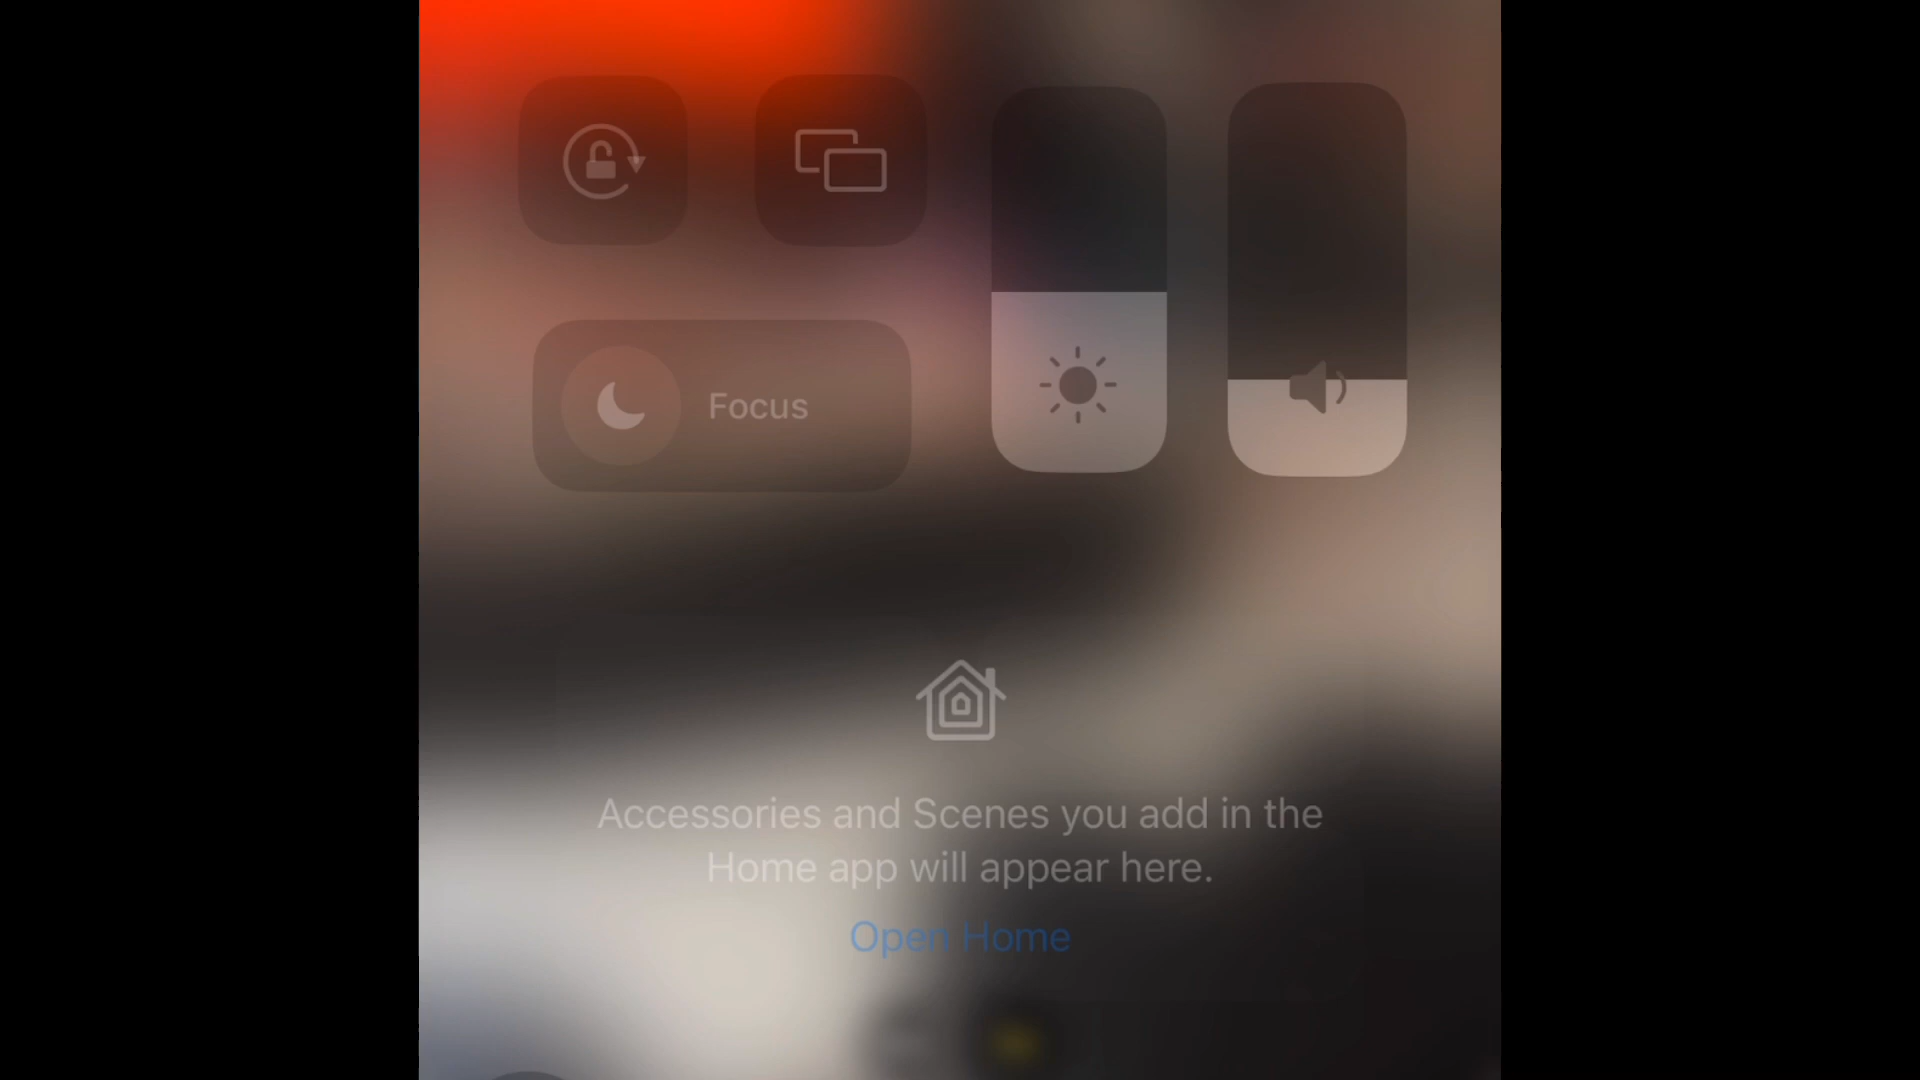 Focus
Accessories and Scenes you add in the
Home app will appear here.
Open Home